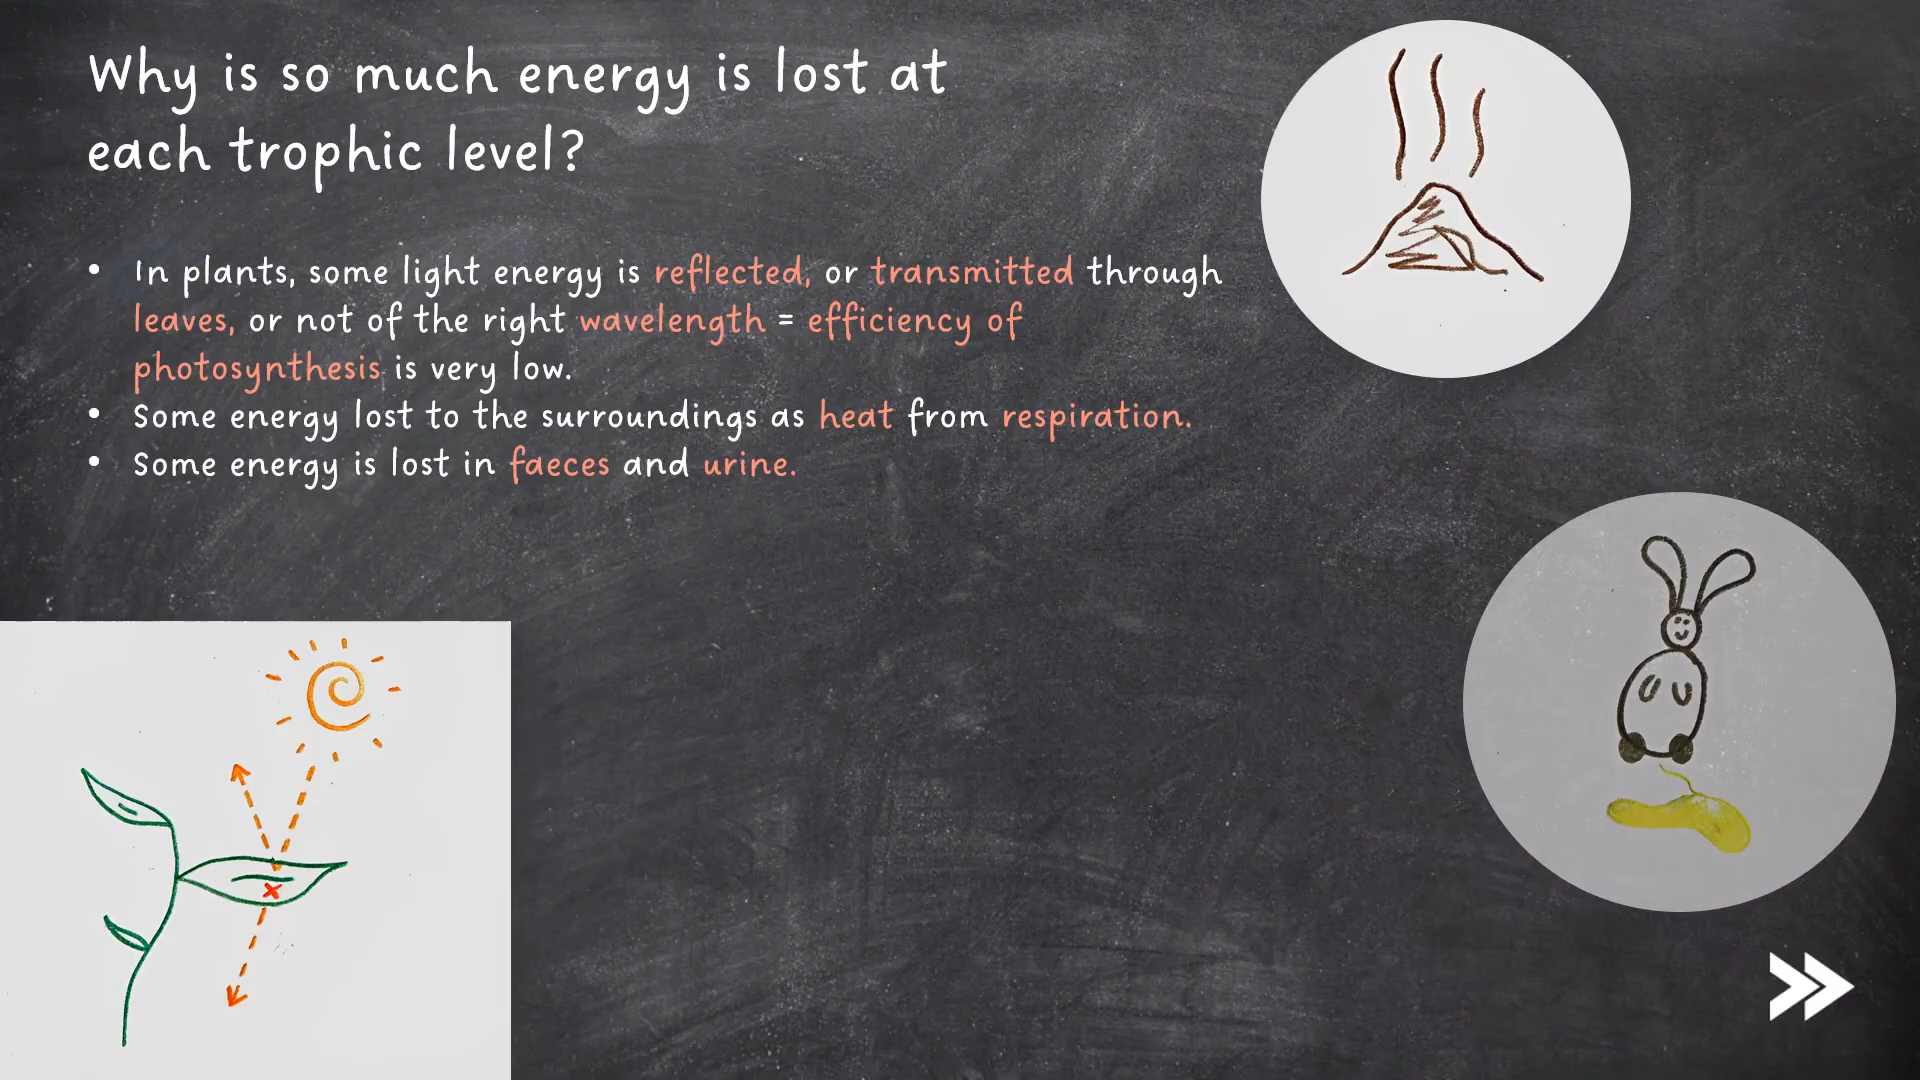 Why is so much energy is lost at
each trophic level?
• In plants, some light energy is reflected, or transmitted through
leaves, or not of the right wavelength = efficiency of
photosynthesis is very low.
• Some energy lost to the surroundings as heat from respiration.
• Some energy is lost in faeces and urine.